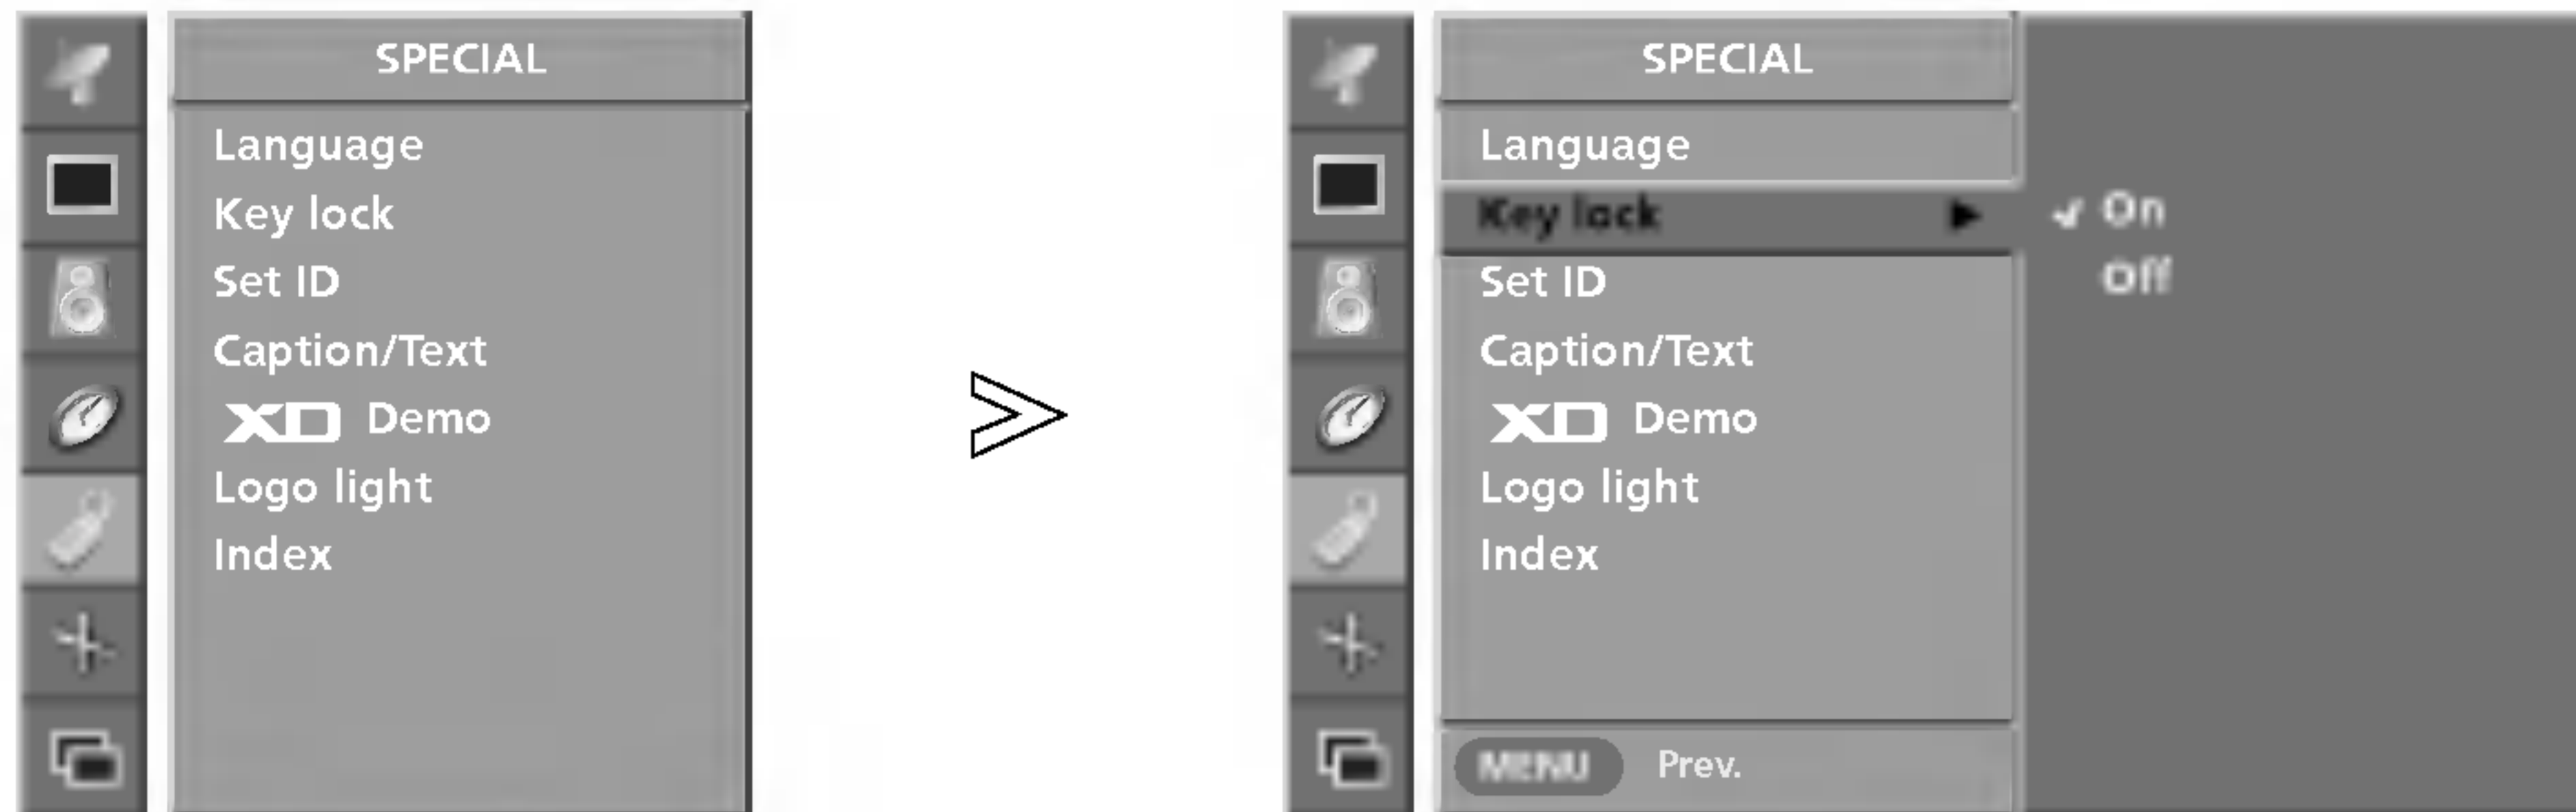 SPECIAL
Language
Key lock
Set ID
Caption/Text
XD Demo
Logo light
Index
SPECIAL
Language
Key lock
On
Set ID
Off
Caption/Text
XD Demo
Logo light
Index
MENU Prev.